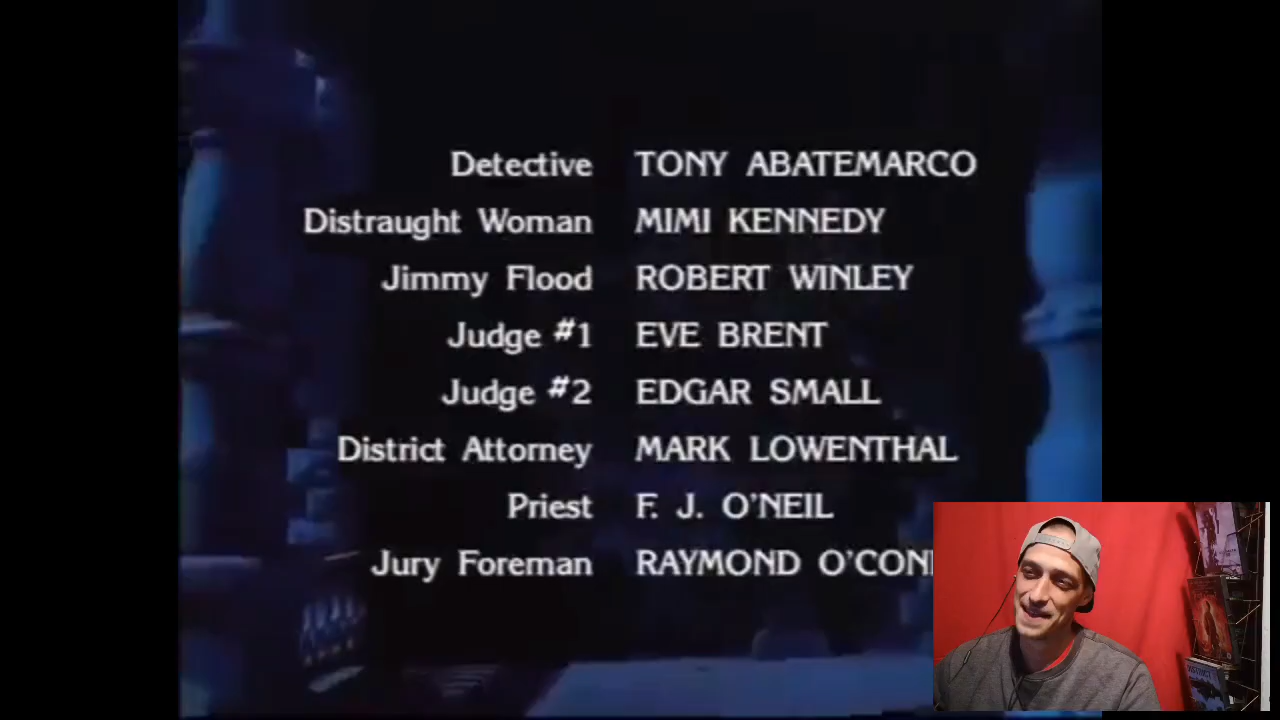 Detective TONY ABATEMARCO
Distraught Woman MIMI KENNEDY
Jimmy Flood ROBERT WINLEY
Judge #1 EVE BRENT
Judge #2 EDGAR SMALL
District Attorney MARK LOWENTHAL
Priest F. J. O'NEIL
Jury Foreman RAYMOND